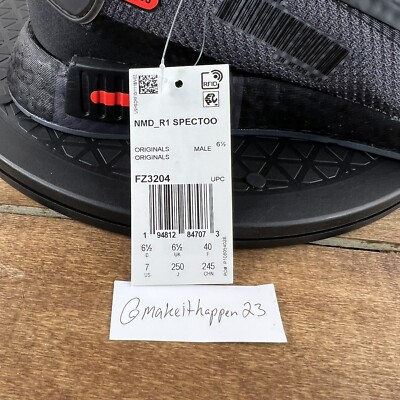 RFID
NMD_R1 SPECTOO
ORIGINALS MALE 6½
ORIGINALS
FZ3204 UPC
1 94812 84707 3
6½ 6½ 40
D UK F
7 250 245
US J CHN
@makeithappen23